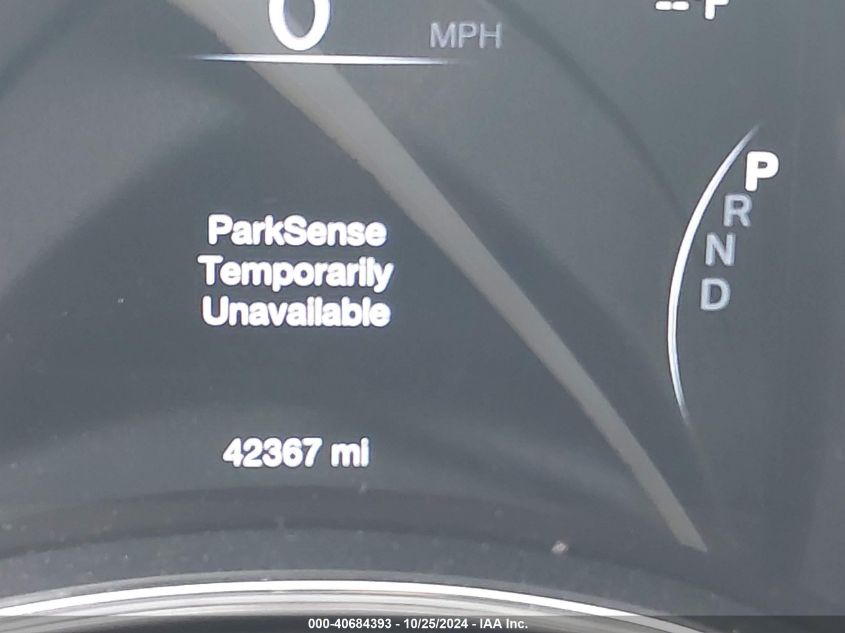 0 MPH
--°F
P
R
N
D
ParkSense
Temporarily
Unavailable
42367 mi
000-40684393 - 10/25/2024 - IAA Inc.